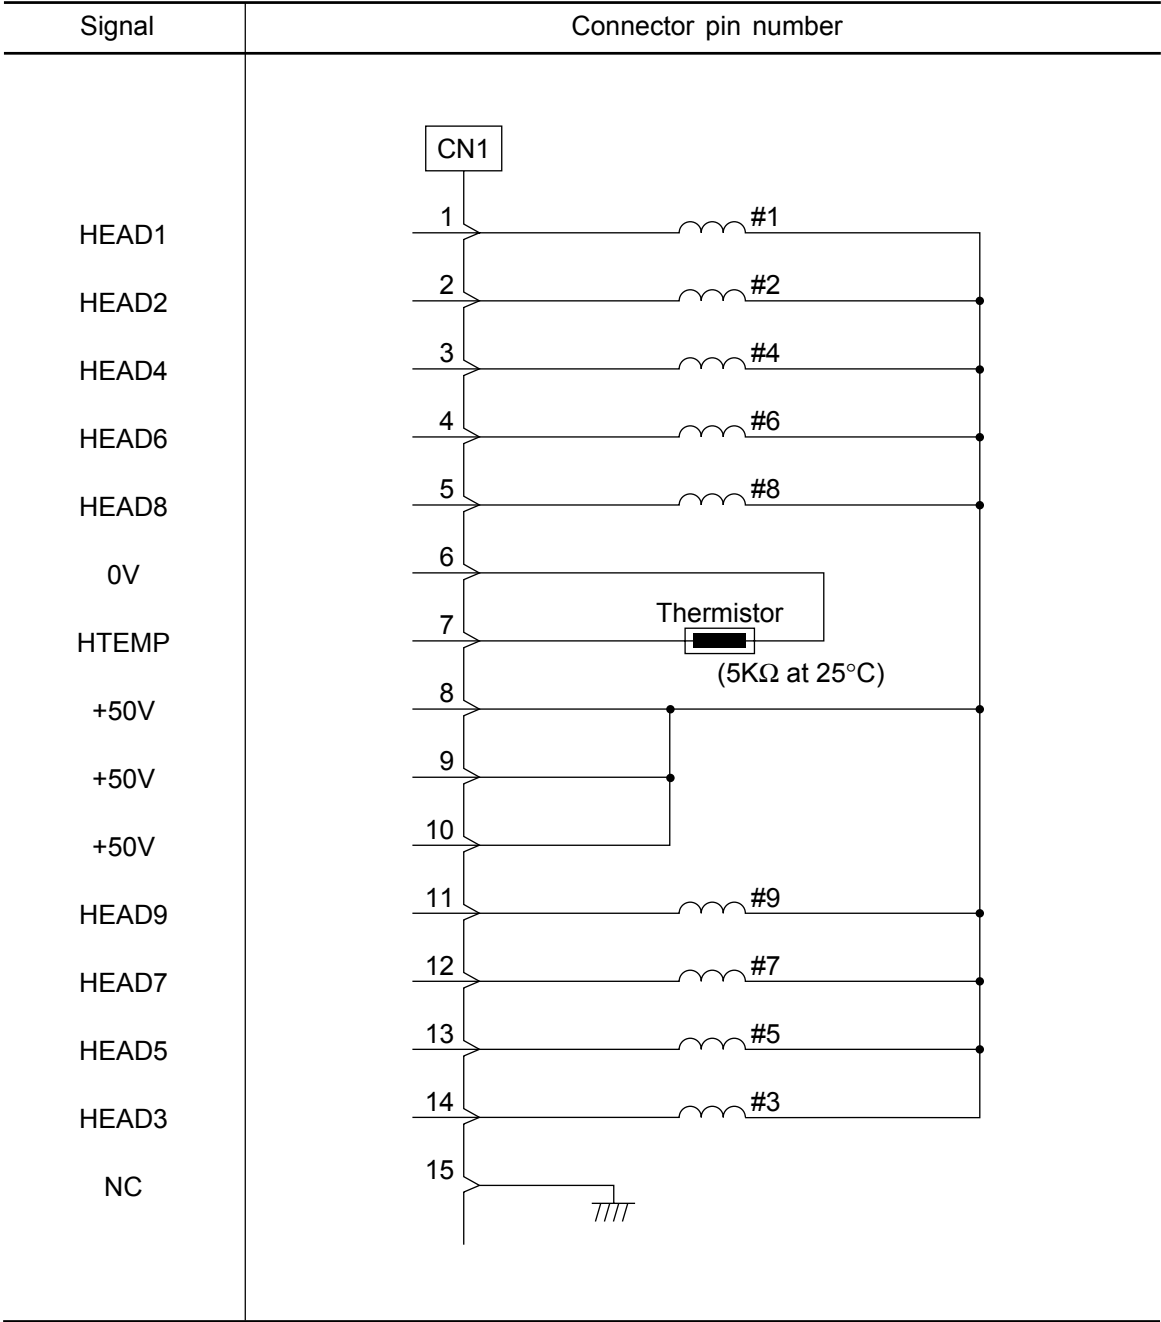 Signal Connector pin number
CN1
HEAD1 1 #1
HEAD2 2 #2
HEAD4 3 #4
HEAD6 4 #6
HEAD8 5 #8
0V 6
Thermistor
HTEMP 7
(5KΩ at 25°C)
+50V 8
+50V 9
+50V 10
HEAD9 11 #9
HEAD7 12 #7
HEAD5 13 #5
HEAD3 14 #3
NC 15